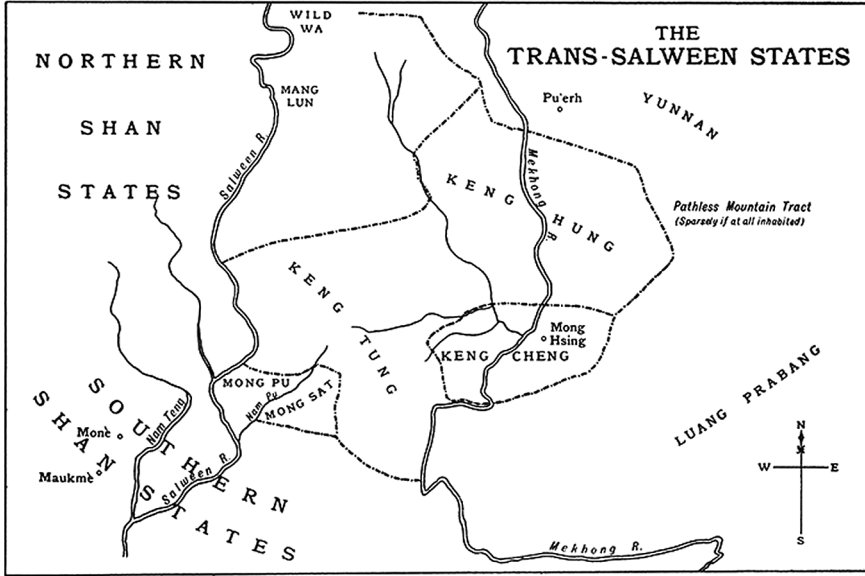 THE
TRANS-SALWEEN STATES
WILD
WA
NORTHERN
SHAN
STATES
MANG
LUN
Salween R.
Pu'erh
YUNNAN
Mekhong R.
KENG HUNG
Pathless Mountain Tract
(Sparsely if at all inhabited)
KENG TUNG
Mong
Hsing
KENG CHENG
MONG PU
Nam Pu
MONG SAT
LUANG PRABANG
SOUTHERN
SHAN STATES
Monè
Nam Teng
Maukmè
Salween R.
N
W E
S
Mekhong R.